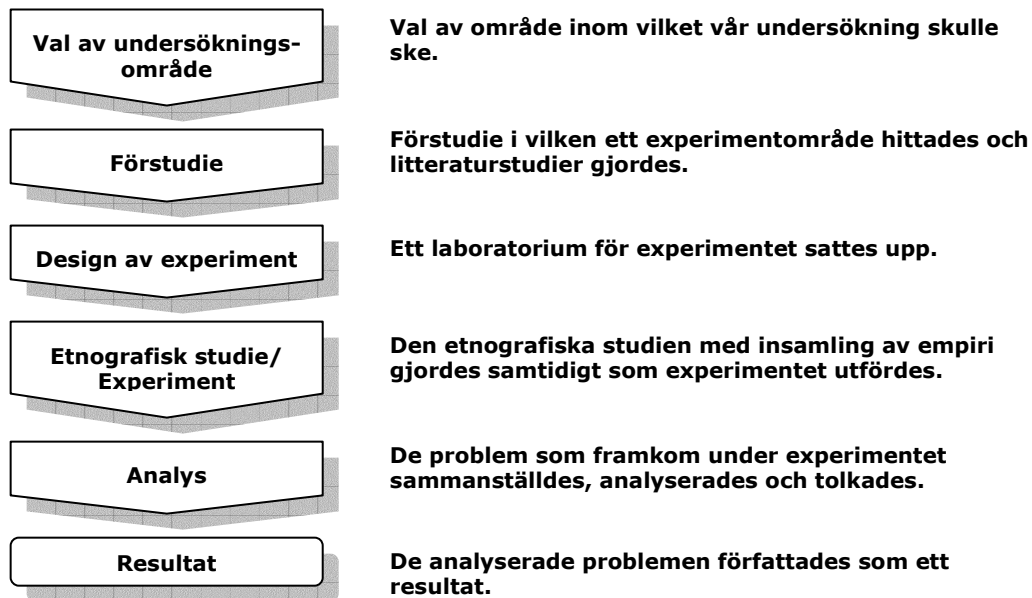 Val av undersöknings-
område
Val av område inom vilket vår undersökning skulle
ske.
Förstudie
Förstudie i vilken ett experimentområde hittades och
litteraturstudier gjordes.
Design av experiment
Ett laboratorium för experimentet sattes upp.
Etnografisk studie/
Experiment
Den etnografiska studien med insamling av empiri
gjordes samtidigt som experimentet utfördes.
Analys
De problem som framkom under experimentet
sammanställdes, analyserades och tolkades.
Resultat
De analyserade problemen författades som ett
resultat.